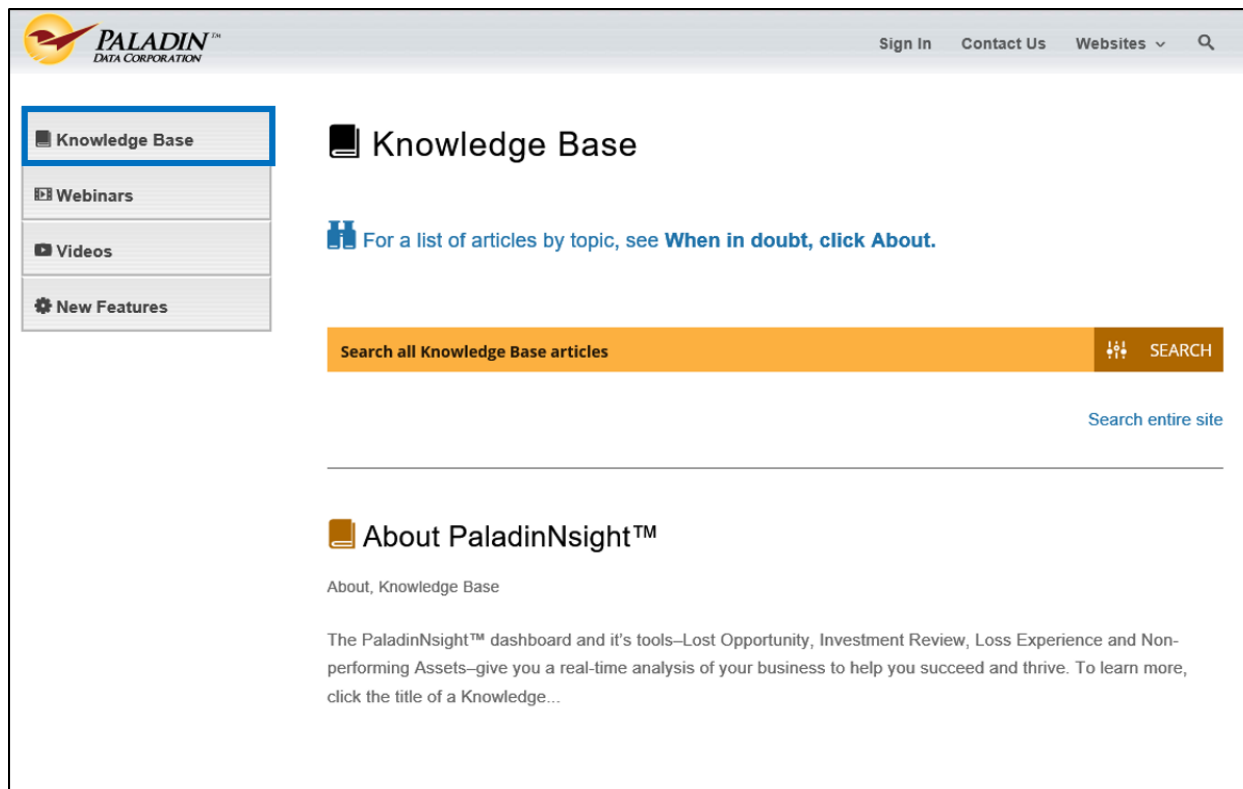 PALADIN™
DATA CORPORATION
Sign In
Contact Us
Websites
Knowledge Base
Webinars
Videos
New Features
Knowledge Base
For a list of articles by topic, see When in doubt, click About.
Search all Knowledge Base articles
SEARCH
Search entire site
About PaladinNsight™
About, Knowledge Base
The PaladinNsight™ dashboard and it's tools–Lost Opportunity, Investment Review, Loss Experience and Non-
performing Assets–give you a real-time analysis of your business to help you succeed and thrive. To learn more,
click the title of a Knowledge...